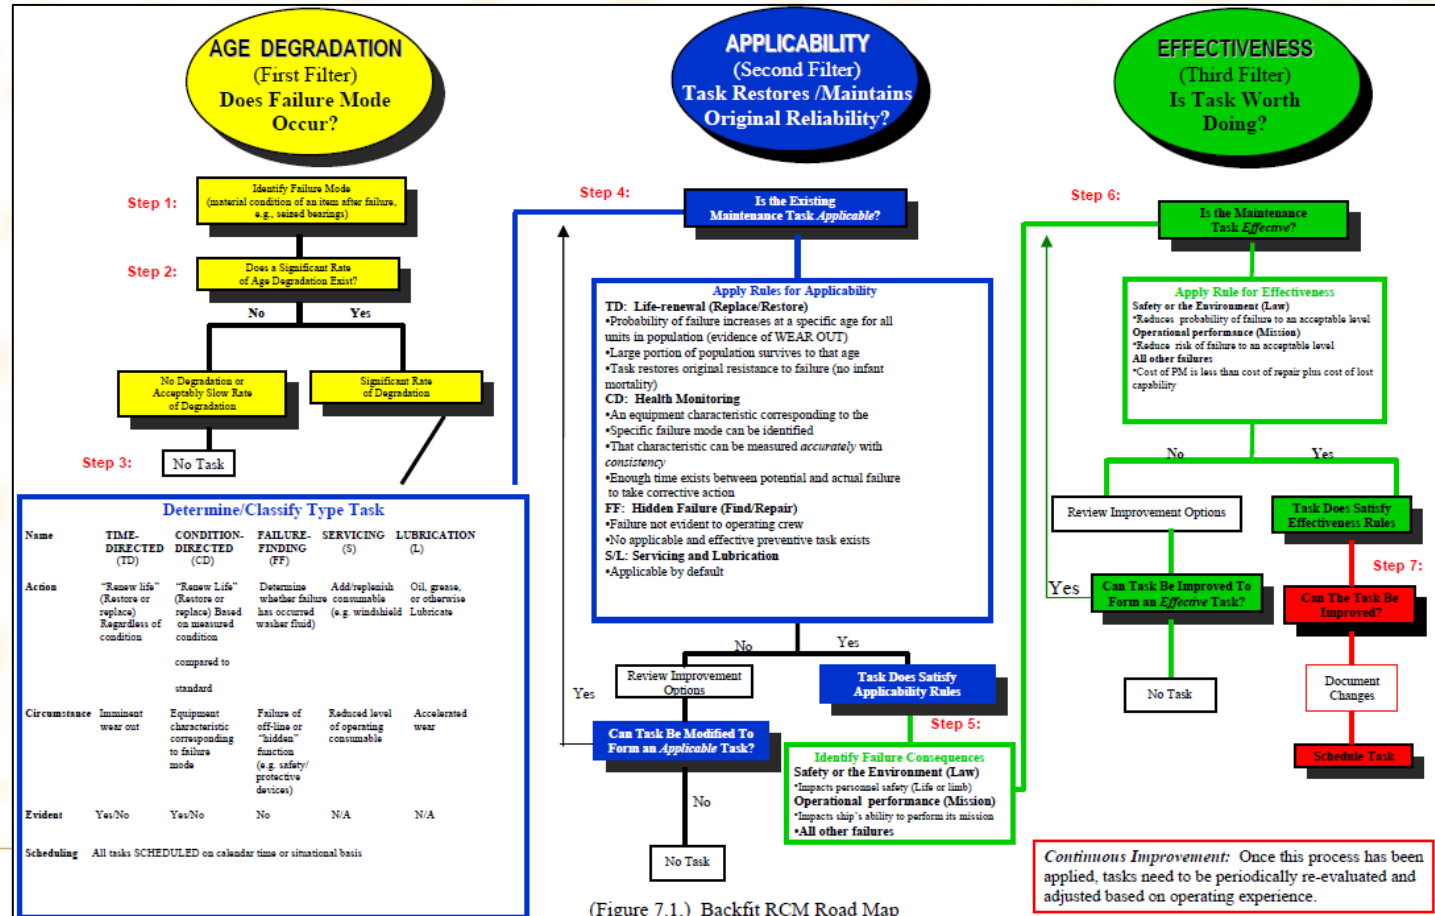 AGE DEGRADATION
(First Filter)
Does Failure Mode
Occur?
Step 1:
Identify Failure Mode
(material condition of an item after failure,
e.g., seized bearings)
Step 2:
Does a Significant Rate
of Age Degradation Exist?
No
Yes
No Degradation or
Acceptably Slow Rate
of Degradation
Significant Rate
of Degradation
Step 3:
No Task
Determine/Classify Type Task
Name
TIME-
DIRECTED
(TD)
CONDITION-
DIRECTED
(CD)
FAILURE-
FINDING
(FF)
SERVICING
(S)
LUBRICATION
(L)
Action
“Renew life”
(Restore or
replace)
Regardless of
condition
“Renew Life”
(Restore or
replace) Based
on measured
condition
compared to
standard
Determine
whether failure
has occurred
Add/replenish
consumable
(e.g. windshield
washer fluid)
Oil, grease,
or otherwise
Lubricate
Circumstance
Imminent
wear out
Equipment
characteristic
corresponding
to failure
mode
Failure of
off-line or
“hidden”
function
(e.g. safety/
protective
devices)
Reduced level
of operating
consumable
Accelerated
wear
Evident
Yes/No
Yes/No
No
N/A
N/A
Scheduling
All tasks SCHEDULED on calendar time or situational basis
APPLICABILITY
(Second Filter)
Task Restores /Maintains
Original Reliability?
Step 4:
Is the Existing
Maintenance Task Applicable?
Apply Rules for Applicability
TD: Life-renewal (Replace/Restore)
•Probability of failure increases at a specific age for all
units in population (evidence of WEAR OUT)
•Large portion of population survives to that age
•Task restores original resistance to failure (no infant
mortality)
CD: Health Monitoring
•An equipment characteristic corresponding to the
•Specific failure mode can be identified
•That characteristic can be measured accurately with
consistency
•Enough time exists between potential and actual failure
to take corrective action
FF: Hidden Failure (Find/Repair)
•Failure not evident to operating crew
•No applicable and effective preventive task exists
S/L: Servicing and Lubrication
•Applicable by default
No
Yes
Review Improvement
Options
Task Does Satisfy
Applicability Rules
Yes
Can Task Be Modified To
Form an Applicable Task?
No
No Task
Step 5:
Identify Failure Consequences
Safety or the Environment (Law)
•Impacts personnel safety (Life or limb)
Operational performance (Mission)
•Impacts ship's ability to perform its mission
•All other failures
(Figure 7.1.) Backfit RCM Road Map
EFFECTIVENESS
(Third Filter)
Is Task Worth
Doing?
Step 6:
Is the Maintenance
Task Effective?
Apply Rule for Effectiveness
Safety or the Environment (Law)
•Reduces probability of failure to an acceptable level
Operational performance (Mission)
•Reduce risk of failure to an acceptable level
All other failures
•Cost of PM is less than cost of repair plus cost of lost
capability
No
Yes
Review Improvement Options
Task Does Satisfy
Effectiveness Rules
Step 7:
Yes
Can Task Be Improved To
Form an Effective Task?
Can The Task Be
Improved?
No Task
Document
Changes
Schedule Task
Continuous Improvement: Once this process has been
applied, tasks need to be periodically re-evaluated and
adjusted based on operating experience.